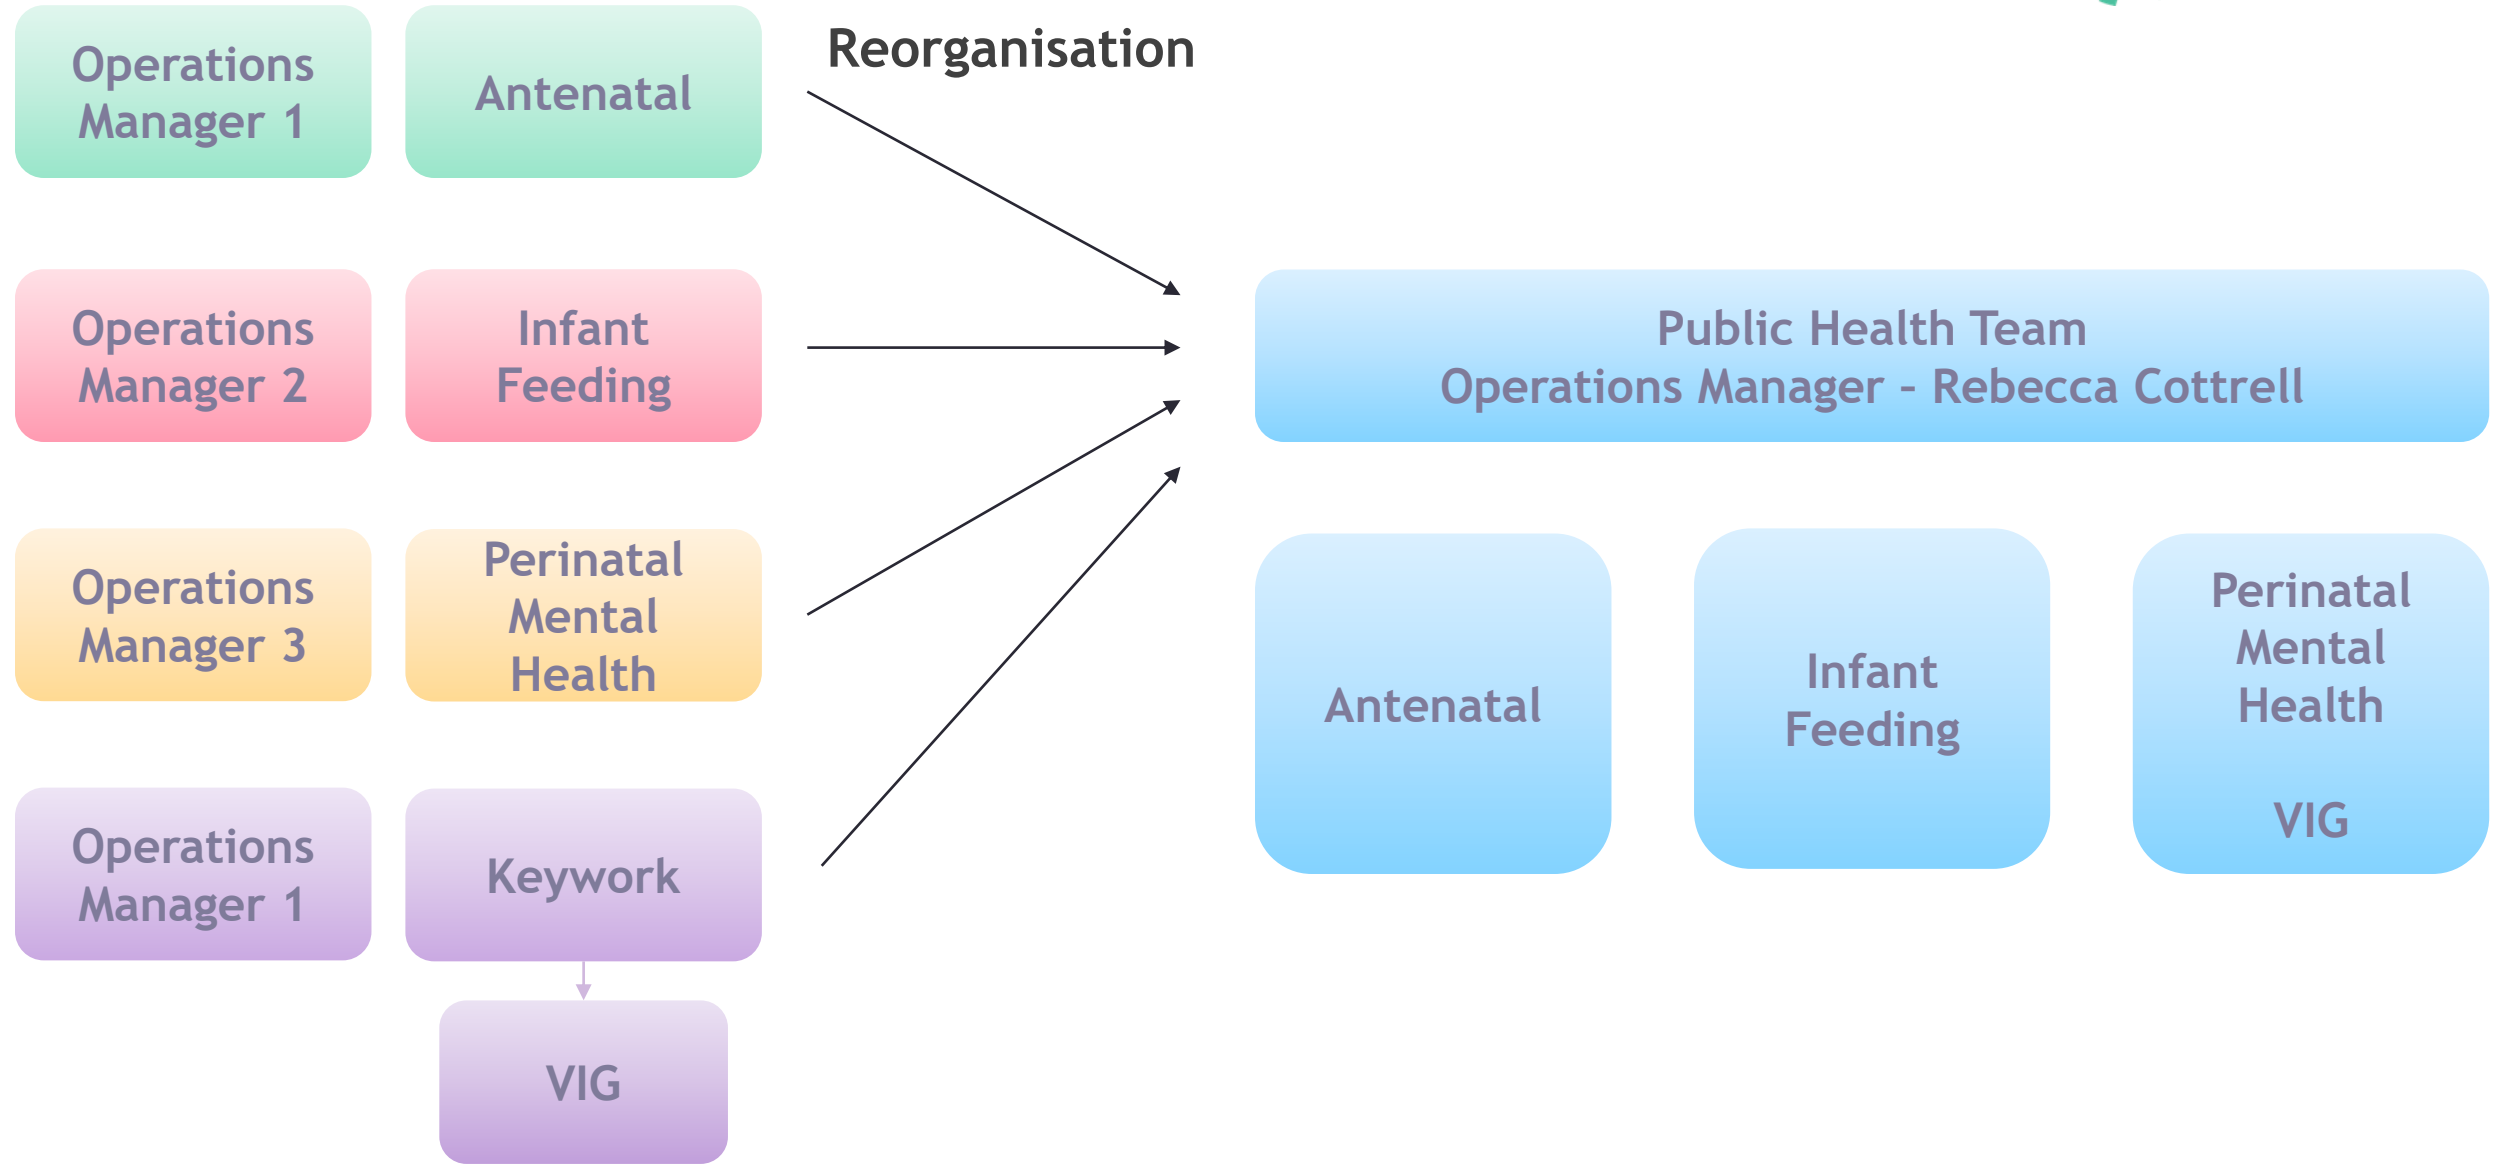 Operations
Manager 1
Antenatal
Reorganisation
Operations
Manager 2
Infant
Feeding
Public Health Team
Operations Manager - Rebecca Cottrell
Operations
Manager 3
Perinatal
Mental
Health
Antenatal
Infant
Feeding
Perinatal
Mental
Health
VIG
Operations
Manager 1
Keywork
VIG